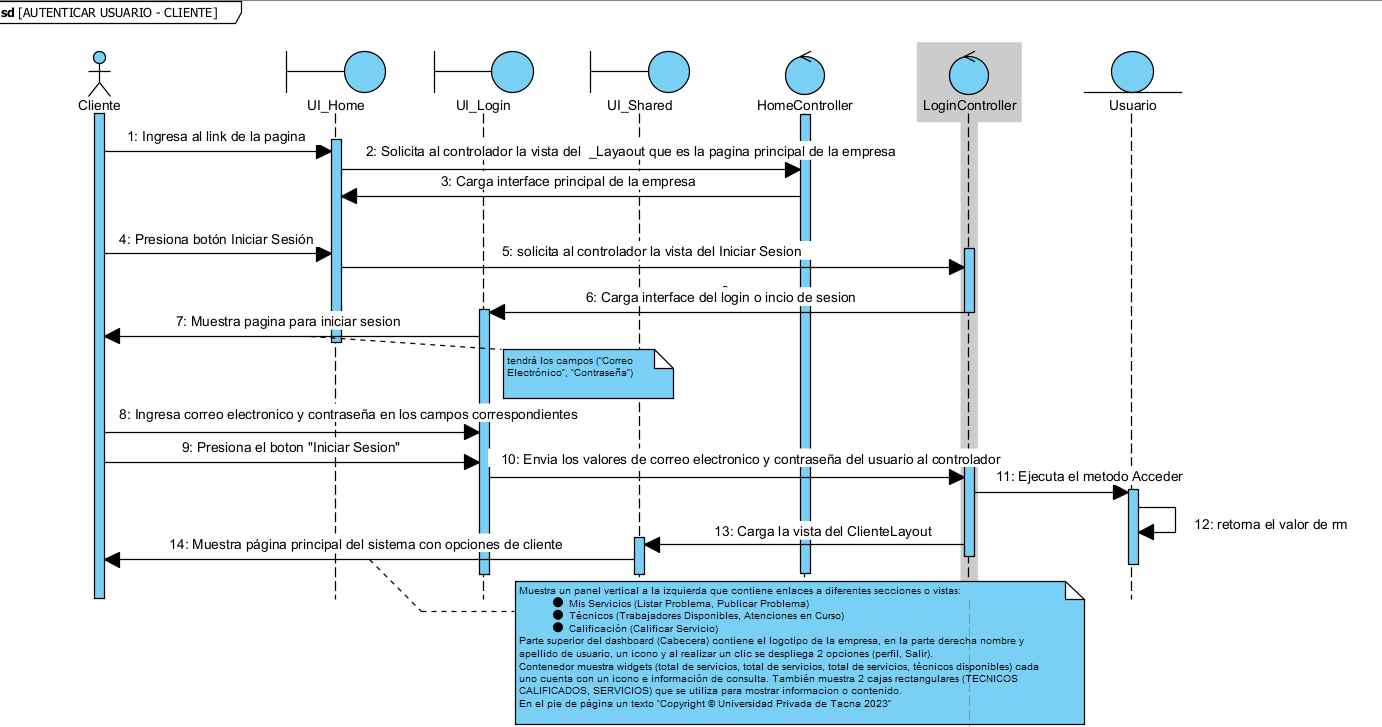 sd [AUTENTICAR USUARIO - CLIENTE]
Cliente
UI_Home
UI_Login
UI_Shared
HomeController
LoginController
Usuario
1: Ingresa al link de la pagina
2: Solicita al controlador la vista del _Layaout que es la pagina principal de la empresa
3: Carga interface principal de la empresa
4: Presiona botón Iniciar Sesión
5: solicita al controlador la vista del Iniciar Sesion
6: Carga interface del login o incio de sesion
7: Muestra pagina para iniciar sesion
tendrá los campos ("Correo
Electrónico", "Contraseña")
8: Ingresa correo electronico y contraseña en los campos correspondientes
9: Presiona el boton "Iniciar Sesion"
10: Envia los valores de correo electronico y contraseña del usuario al controlador
11: Ejecuta el metodo Acceder
12: retorna el valor de rm
13: Carga la vista del ClienteLayout
14: Muestra página principal del sistema con opciones de cliente
Muestra un panel vertical a la izquierda que contiene enlaces a diferentes secciones o vistas:
● Mis Servicios (Listar Problema, Publicar Problema)
● Técnicos (Trabajadores Disponibles, Atenciones en Curso)
● Calificación (Calificar Servicio)
Parte superior del dashboard (Cabecera) contiene el logotipo de la empresa, en la parte derecha nombre y
apellido de usuario, un icono y al realizar un clic se despliega 2 opciones (perfil, Salir).
Contenedor muestra widgets (total de servicios, total de servicios, total de servicios, técnicos disponibles) cada
uno cuenta con un icono e información de consulta. También muestra 2 cajas rectangulares (TECNICOS
CALIFICADOS, SERVICIOS) que se utiliza para mostrar informacion o contenido.
En el pie de página un texto "Copyright © Universidad Privada de Tacna 2023"